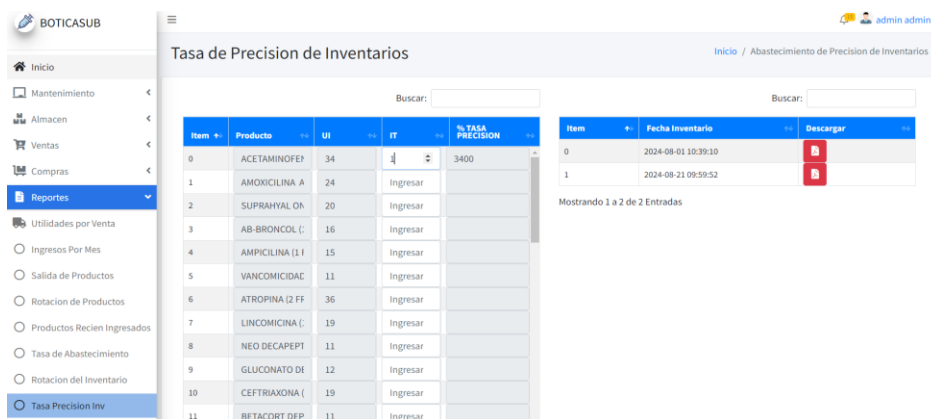 BOTICASUB
admin admin
Tasa de Precision de Inventarios
Inicio / Abastecimiento de Precision de Inventarios
Inicio
Mantenimiento
Almacen
Ventas
Compras
Reportes
Utilidades por Venta
Ingresos Por Mes
Salida de Productos
Rotacion de Productos
Productos Recien Ingresados
Tasa de Abastecimiento
Rotacion del Inventario
Tasa Precision Inv
Buscar:
Item Producto UI IT % TASA PRECISION
0 ACETAMINOFEN 34 1 3400
1 AMOXICILINA A 24 Ingresar
2 SUPRAHYAL ON 20 Ingresar
3 AB-BRONCOL (: 16 Ingresar
4 AMPICILINA (1 15 Ingresar
5 VANCOMICIDAD 11 Ingresar
6 ATROPINA (2 36 Ingresar
7 LINCOMICINA (: 19 Ingresar
8 NEO DECAPEPT 11 Ingresar
9 GLUCONATO DE 12 Ingresar
10 CEFTRIAXONA ( 19 Ingresar
11 BETACORT DEP 11 Ingresar
Buscar:
Item Fecha Inventario Descargar
0 2024-08-01 10:39:10
1 2024-08-21 09:59:52
Mostrando 1 a 2 de 2 Entradas